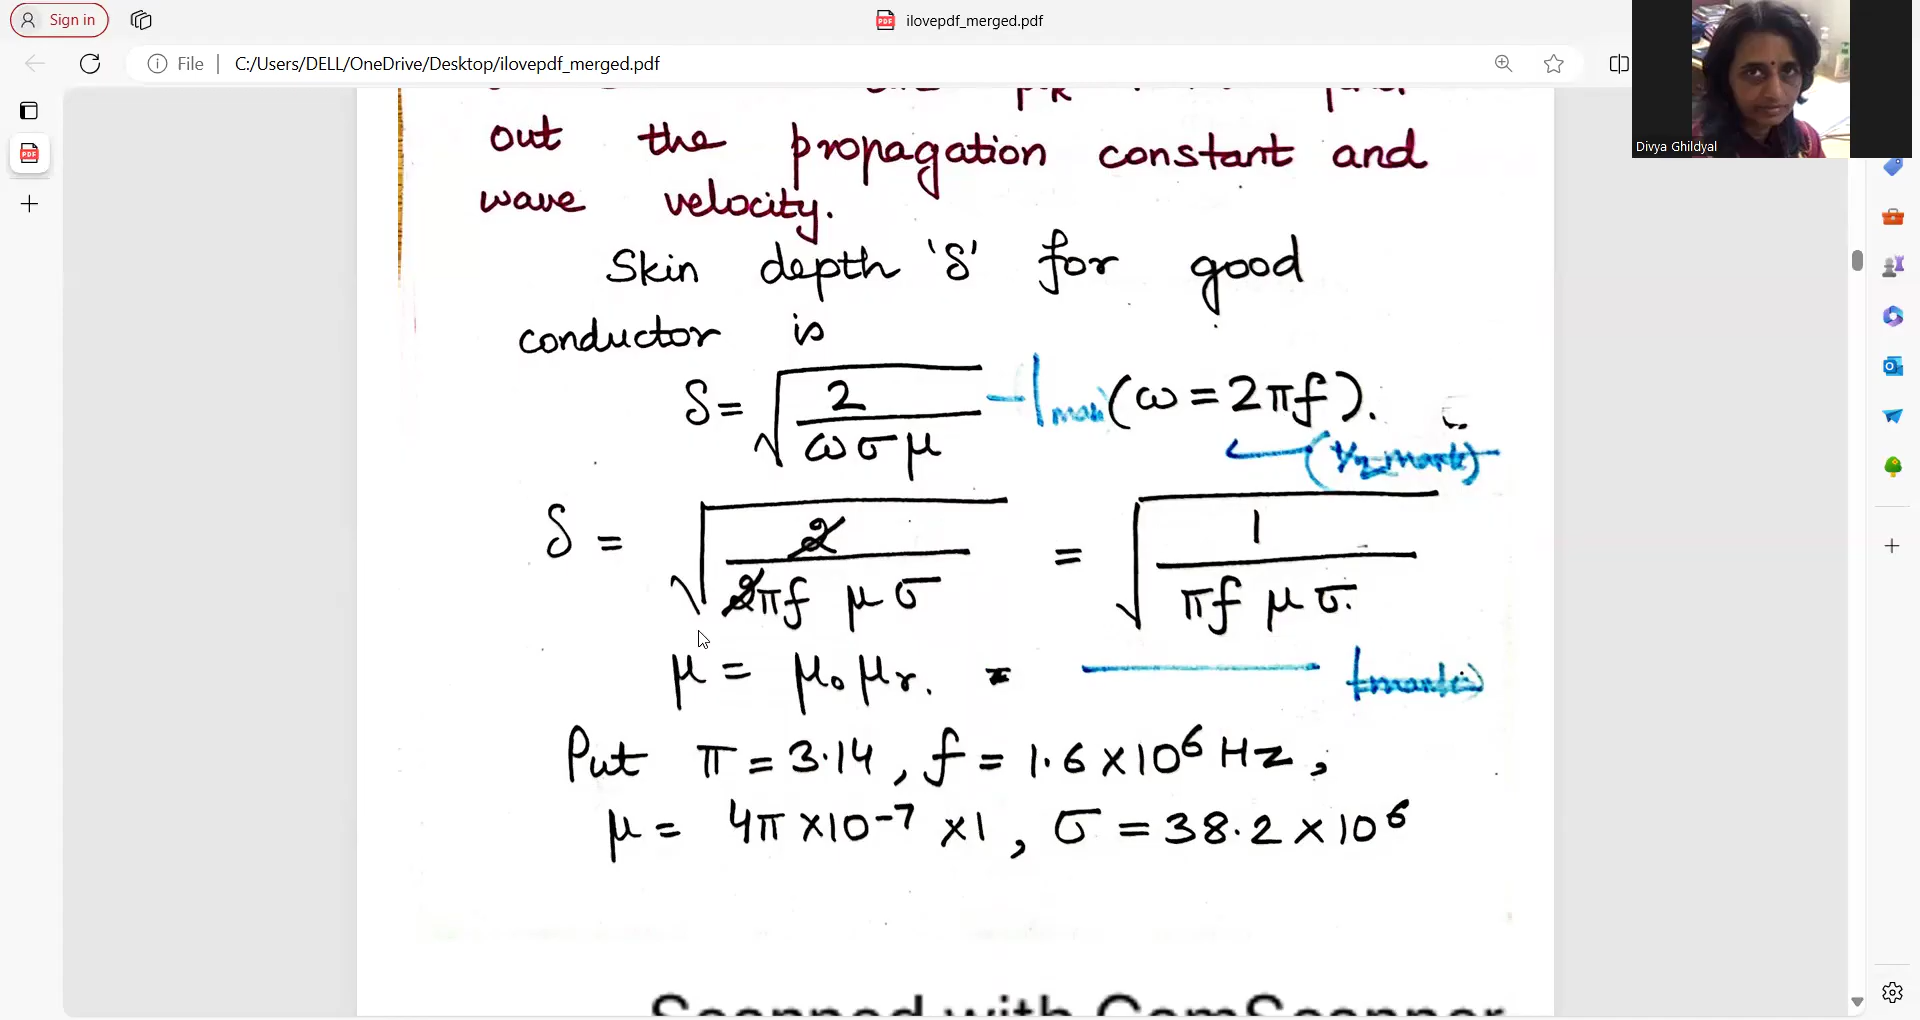 Sign in
ilovepdf_merged.pdf
File
C:/Users/DELL/OneDrive/Desktop/ilovepdf_merged.pdf
Divya Ghildyal
out the propagation constant and
wave velocity.
Skin depth 'δ' for good
conductor is
δ = √(2/ωσμ) (ω = 2πf).
(1/2 mark)
δ = √(2/2πf μσ) = √(1/πf μσ.
μ = μ₀μr. =
Put π = 3.14, f = 1.6 × 10⁶ Hz,
μ = 4π × 10⁻⁷ × 1, σ = 38.2 × 10⁶